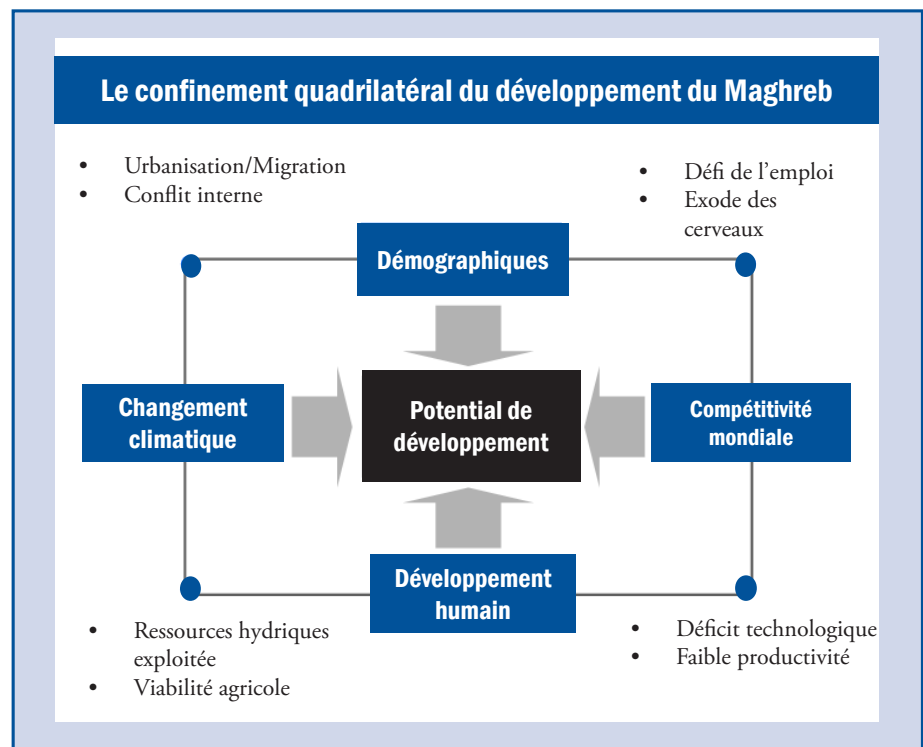 Le confinement quadrilatéral du développement du Maghreb
• Urbanisation/Migration
• Conflit interne
• Défi de l’emploi
• Exode des
cerveaux
Démographiques
Changement
climatique
Potential de
développement
Compétitivité
mondiale
Développement
humain
• Ressources hydriques
exploitée
• Viabilité agricole
• Déficit technologique
• Faible productivité